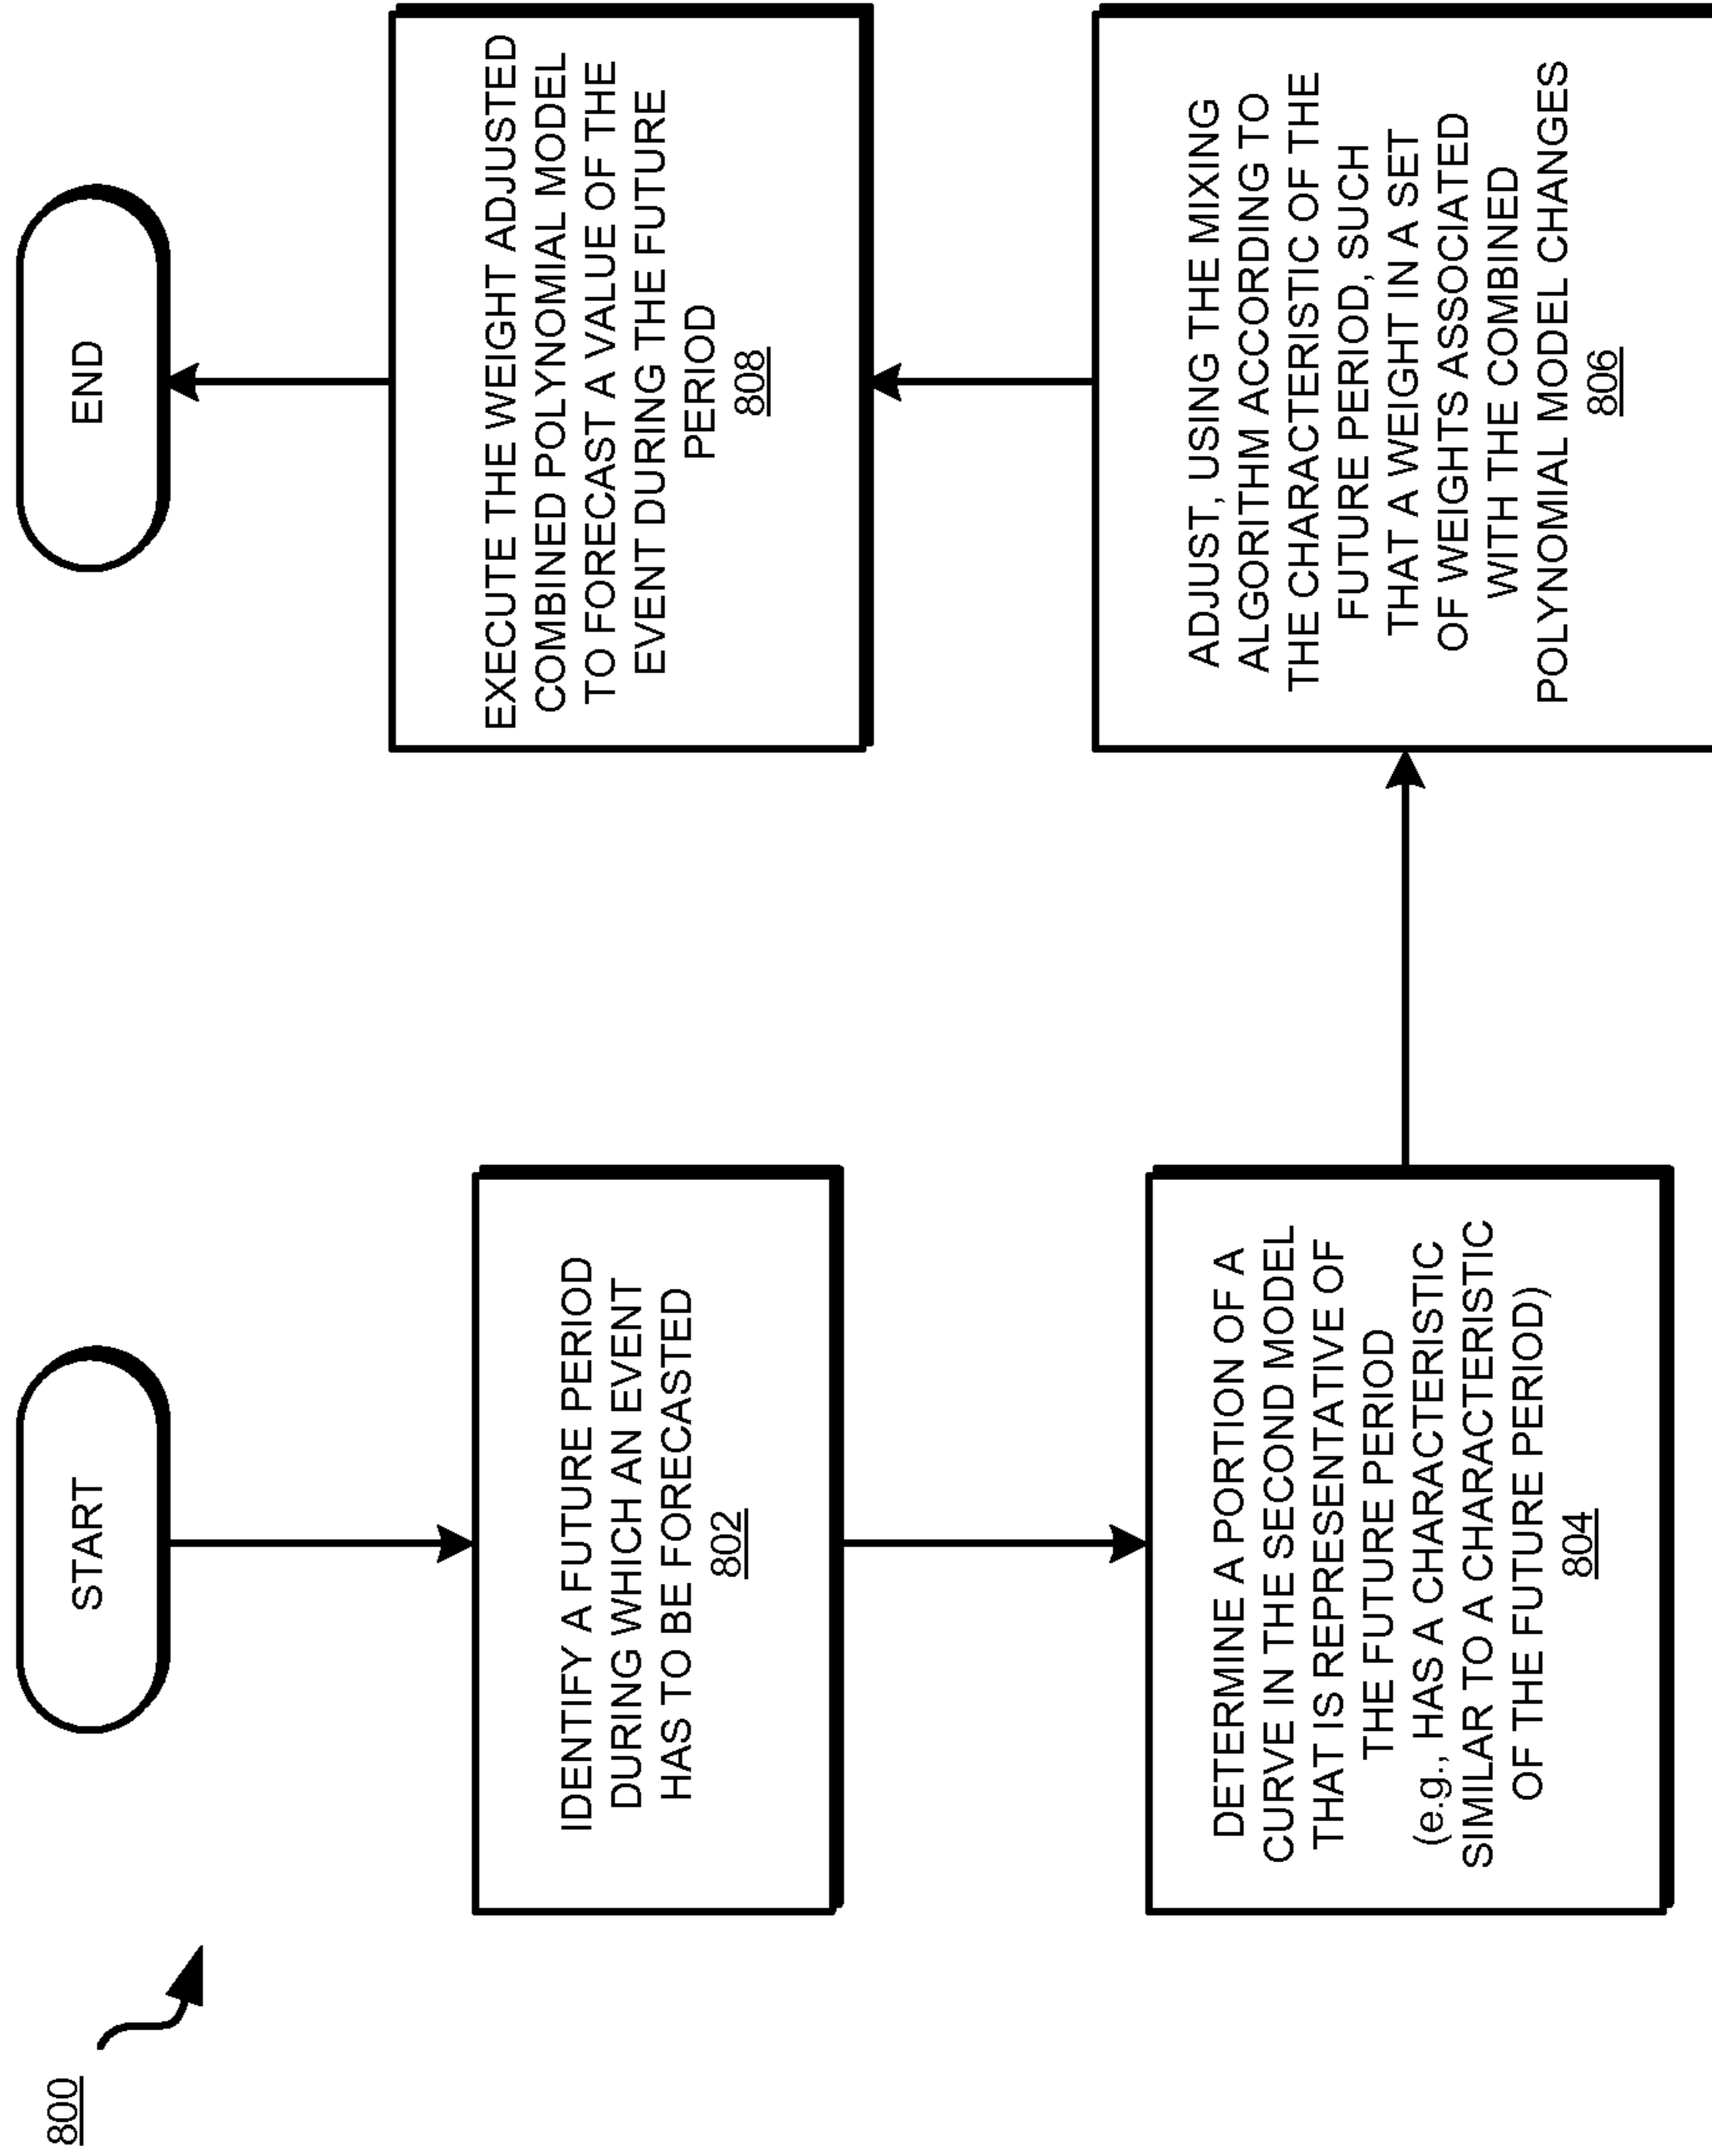 800
START
IDENTIFY A FUTURE PERIOD
DURING WHICH AN EVENT
HAS TO BE FORECASTED
802
DETERMINE A PORTION OF A
CURVE IN THE SECOND MODEL
THAT IS REPRESENTATIVE OF
THE FUTURE PERIOD
(e.g., HAS A CHARACTERISTIC
SIMILAR TO A CHARACTERISTIC
OF THE FUTURE PERIOD)
804
ADJUST, USING THE MIXING
ALGORITHM ACCORDING TO
THE CHARACTERISTIC OF THE
FUTURE PERIOD, SUCH
THAT A WEIGHT IN A SET
OF WEIGHTS ASSOCIATED
WITH THE COMBINED
POLYNOMIAL MODEL CHANGES
806
EXECUTE THE WEIGHT ADJUSTED
COMBINED POLYNOMIAL MODEL
TO FORECAST A VALUE OF THE
EVENT DURING THE FUTURE
PERIOD
808
END